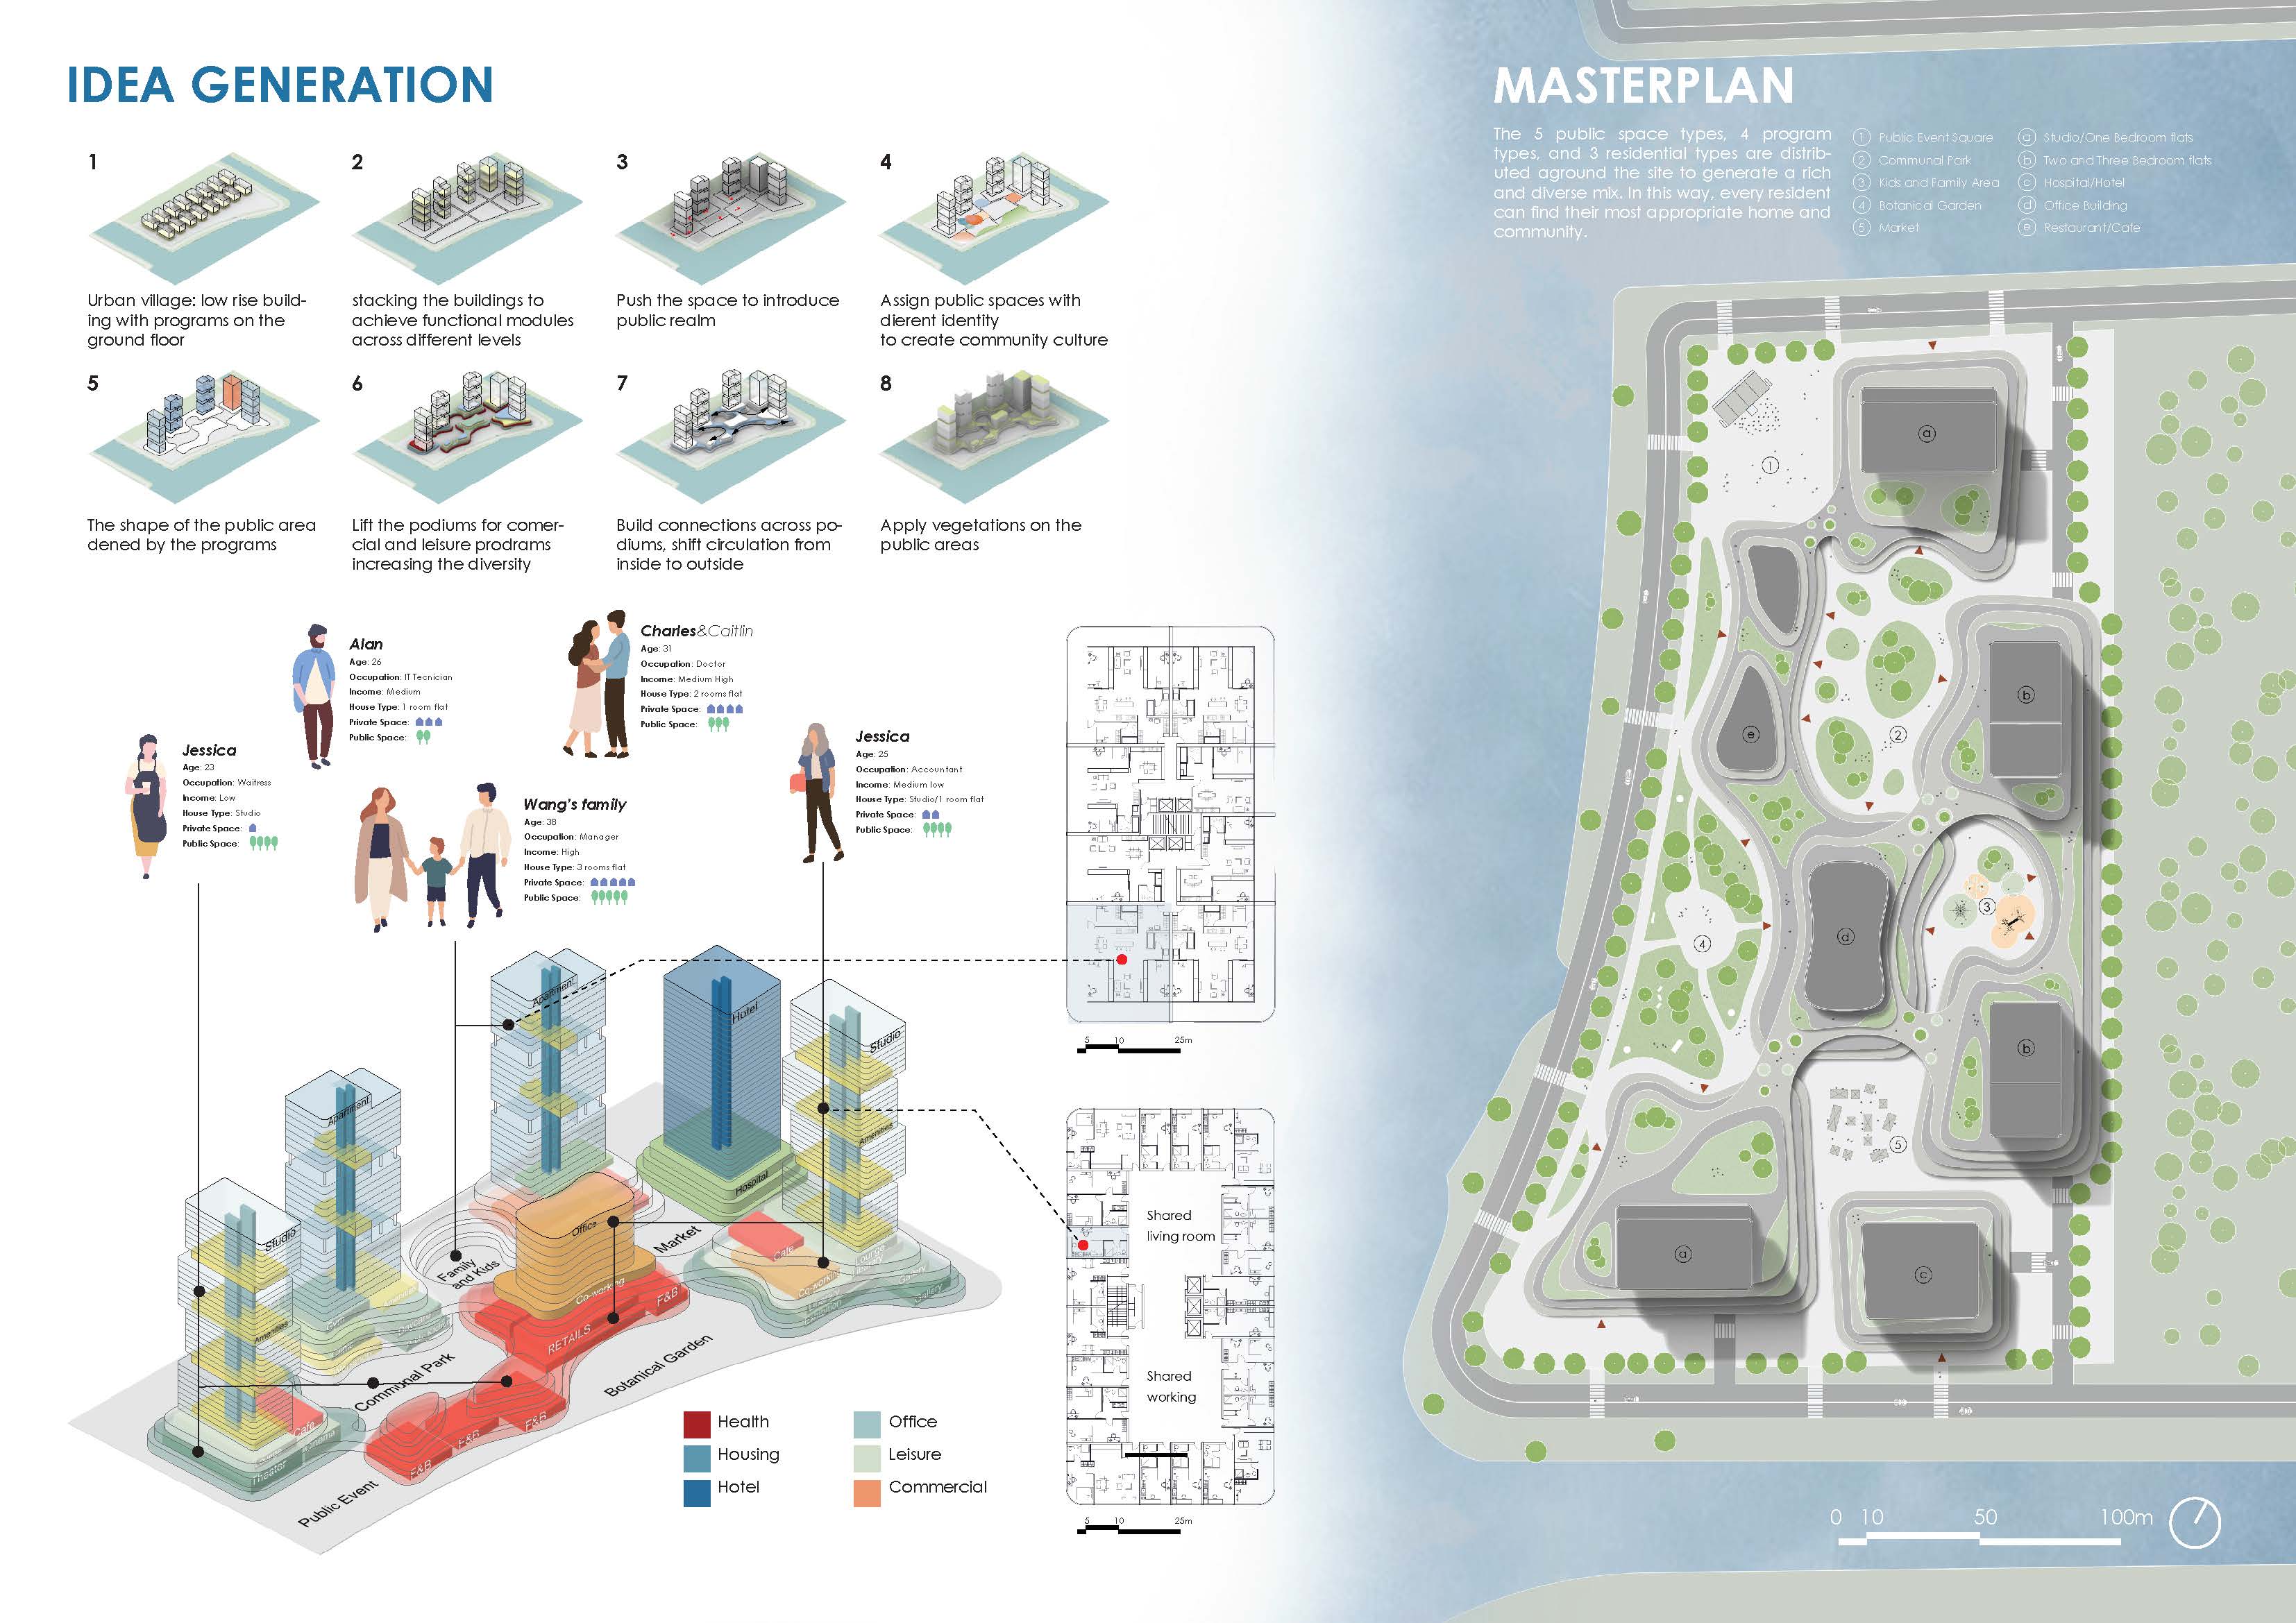 IDEA GENERATION
1
Urban village: low rise build-
ing with programs on the
ground floor
2
stacking the buildings to
achieve functional modules
across different levels
3
Push the space to introduce
public realm
4
Assign public spaces with
dierent identity
to create community culture
5
The shape of the public area
dened by the programs
6
Lift the podiums for comer-
cial and leisure prodrams
increasing the diversity
7
Build connections across po-
diums, shift circulation from
inside to outside
8
Apply vegetations on the
public areas
Alan
Age: 26
Occupation: IT Tecnician
Income: Medium
House Type: 1 room flat
Private Space:
Public Space:
Charles&Caitlin
Age: 31
Occupation: Doctor
Income: Medium High
House Type: 2 rooms flat
Private Space:
Public Space:
Jessica
Age: 23
Occupation: Waitress
Income: Low
House Type: Studio
Private Space:
Public Space:
Wang's family
Age: 38
Occupation: Manager
Income: High
House Type: 3 rooms flat
Private Space:
Public Space:
Jessica
Age: 25
Occupation: Accountant
Income: Medium low
House Type: Studio/1 room flat
Private Space:
Public Space:
Apartment
Hotel
Studio
Apartment
Amenities
Hospital
Studio
Office
Market
Family
and Kids
Cafe
Co-working
F&B
RETAILS
Gallery
Amenities
Communal Park
Botanical Garden
Cafe
Theater
F&B
F&B
F&B
Public Event
Health
Housing
Hotel
Office
Leisure
Commercial
5 10 25m
Shared
living room
Shared
working
5 10 25m
MASTERPLAN
The 5 public space types, 4 program
types, and 3 residential types are distrib-
uted aground the site to generate a rich
and diverse mix. In this way, every resident
can find their most appropriate home and
community.
1 Public Event Square
2 Communal Park
3 Kids and Family Area
4 Botanical Garden
5 Market
a Studio/One Bedroom flats
b Two and Three Bedroom flats
c Hospital/Hotel
d Office Building
e Restaurant/Cafe
a
1
b
e
2
3
d
4
b
5
a
c
0 10 50 100m